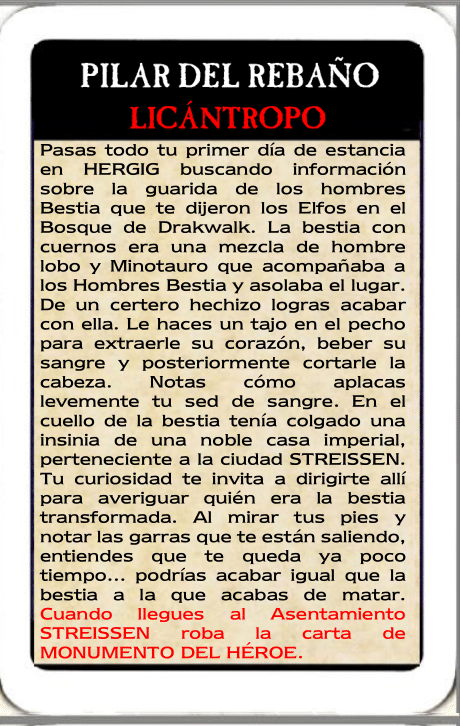 PILAR DEL REBAÑO
LICÁNTROPO
Pasas todo tu primer día de estancia
en HERGIG buscando información
sobre la guarida de los hombres
Bestia que te dijeron los Elfos en el
Bosque de Drakwalk. La bestia con
cuernos era una mezcla de hombre
lobo y Minotauro que acompañaba a
los Hombres Bestia y asolaba el lugar.
De un certero hechizo logras acabar
con ella. Le haces un tajo en el pecho
para extraerle su corazón, beber su
sangre y posteriormente cortarle la
cabeza. Notas cómo aplacas
levemente tu sed de sangre. En el
cuello de la bestia tenía colgado una
insinia de una noble casa imperial,
perteneciente a la ciudad STREISSEN.
Tu curiosidad te invita a dirigirte allí
para averiguar quién era la bestia
transformada. Al mirar tus pies y
notar las garras que te están saliendo,
entiendes que te queda ya poco
tiempo... podrías acabar igual que la
bestia a la que acabas de matar.
Cuando llegues al Asentamiento
STREISSEN roba la carta de
MONUMENTO DEL HÉROE.